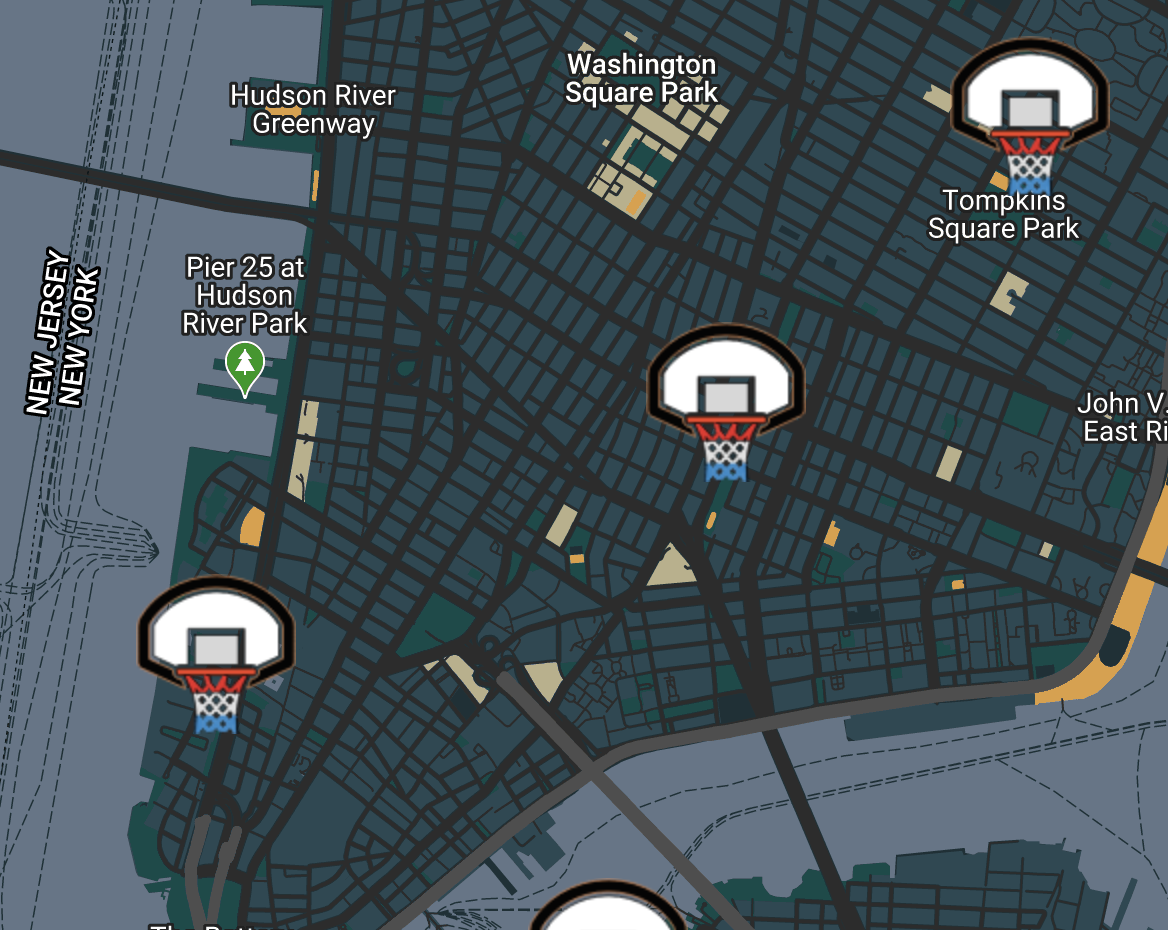 Washington
Square Park
Hudson River
Greenway
Tompkins
Square Park
Pier 25 at
Hudson
River Park
NEW JERSEY
NEW YORK
John V.
East Ri